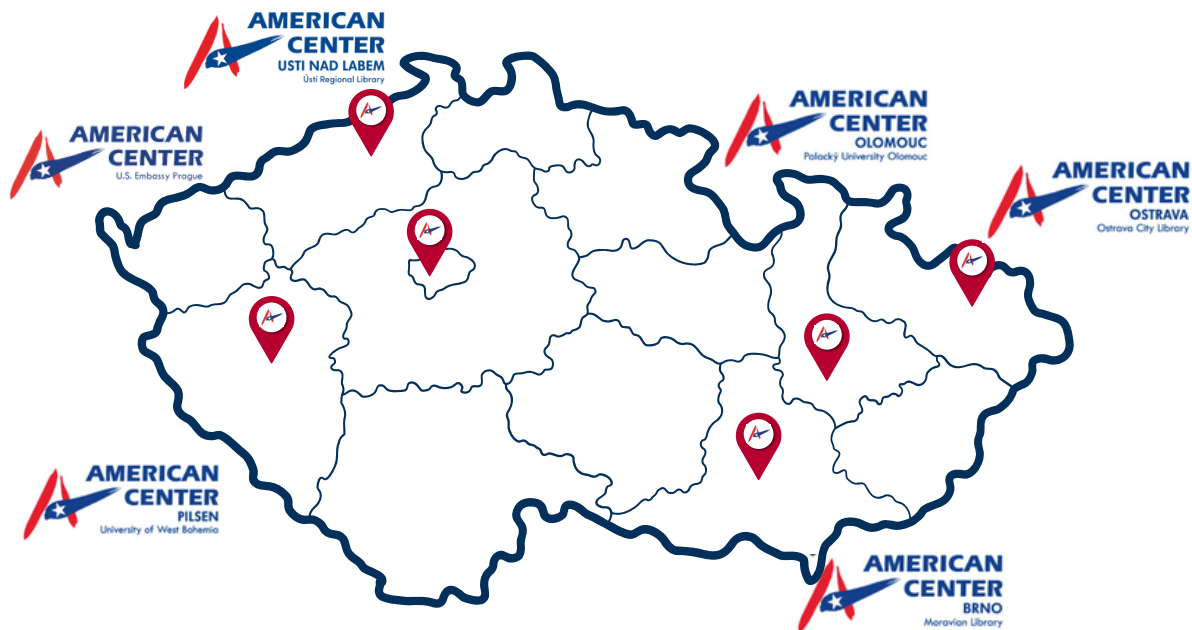 AMERICAN
CENTER
USTI NAD LABEM
Ústí Regional Library
AMERICAN
CENTER
U.S. Embassy Prague
AMERICAN
CENTER
OLOMOUC
Palacký University Olomouc
AMERICAN
CENTER
OSTRAVA
Ostrava City Library
AMERICAN
CENTER
PILSEN
University of West Bohemia
AMERICAN
CENTER
BRNO
Moravian Library